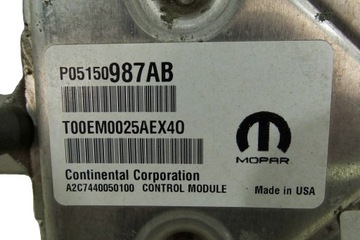 P05150987AB
T00EM0025AEX40
MOPAR
Continental Corporation
A2C7440050100 CONTROL MODULE
Made in USA